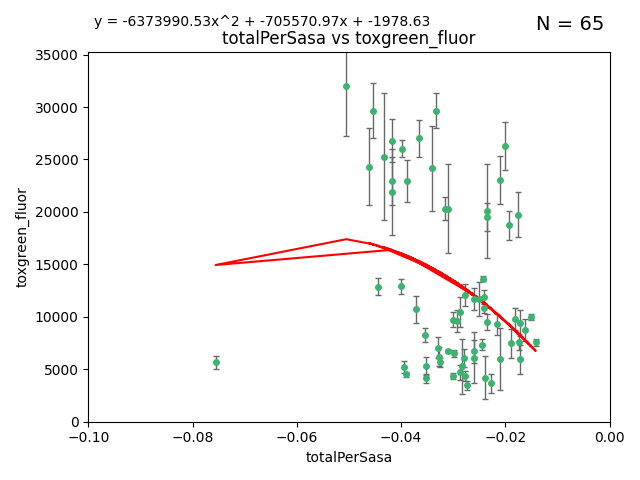 y = -6373990.53x^2 + -705570.97x + -1978.63
N = 65
totalPerSasa vs toxgreen_fluor
35000
30000
25000
20000
15000
10000
5000
0
toxgreen_fluor
−0.10
−0.08
−0.06
−0.04
−0.02
0.00
totalPerSasa